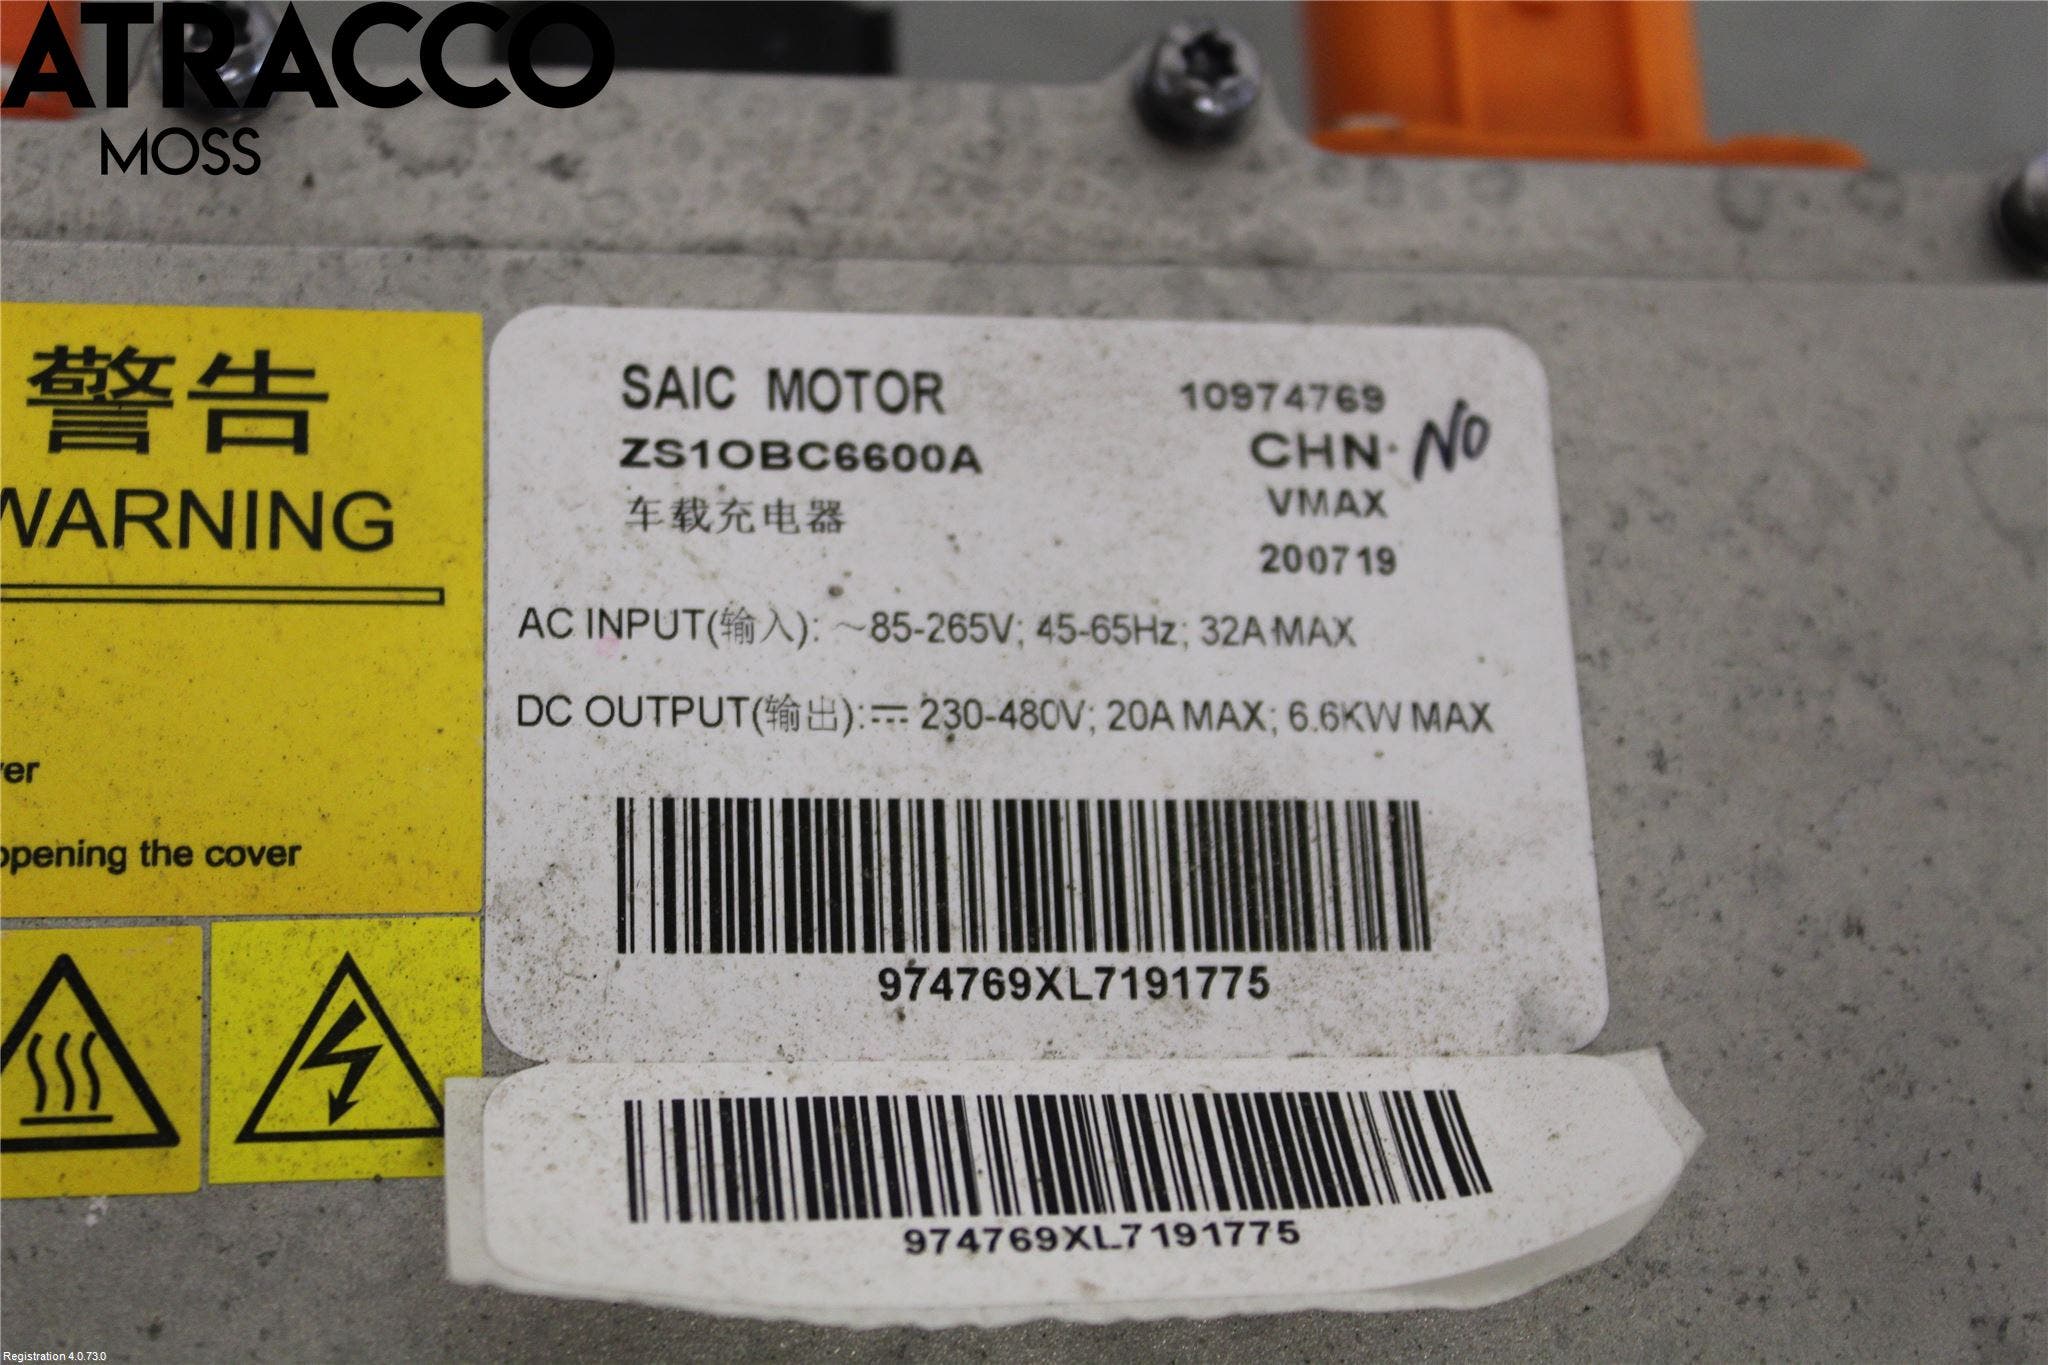 ATRACCO
MOSS
警告
WARNING
opening the cover
SAIC MOTOR
10974769
ZS1OBC6600A
CHN. NO
车载充电器
VMAX
200719
AC INPUT(输入): ~85-265V; 45-65Hz; 32A MAX
DC OUTPUT(输出):⎓ 230-480V; 20A MAX; 6.6KW MAX
974769XL7191775
974769XL7191775
Registration 4.0.73.0